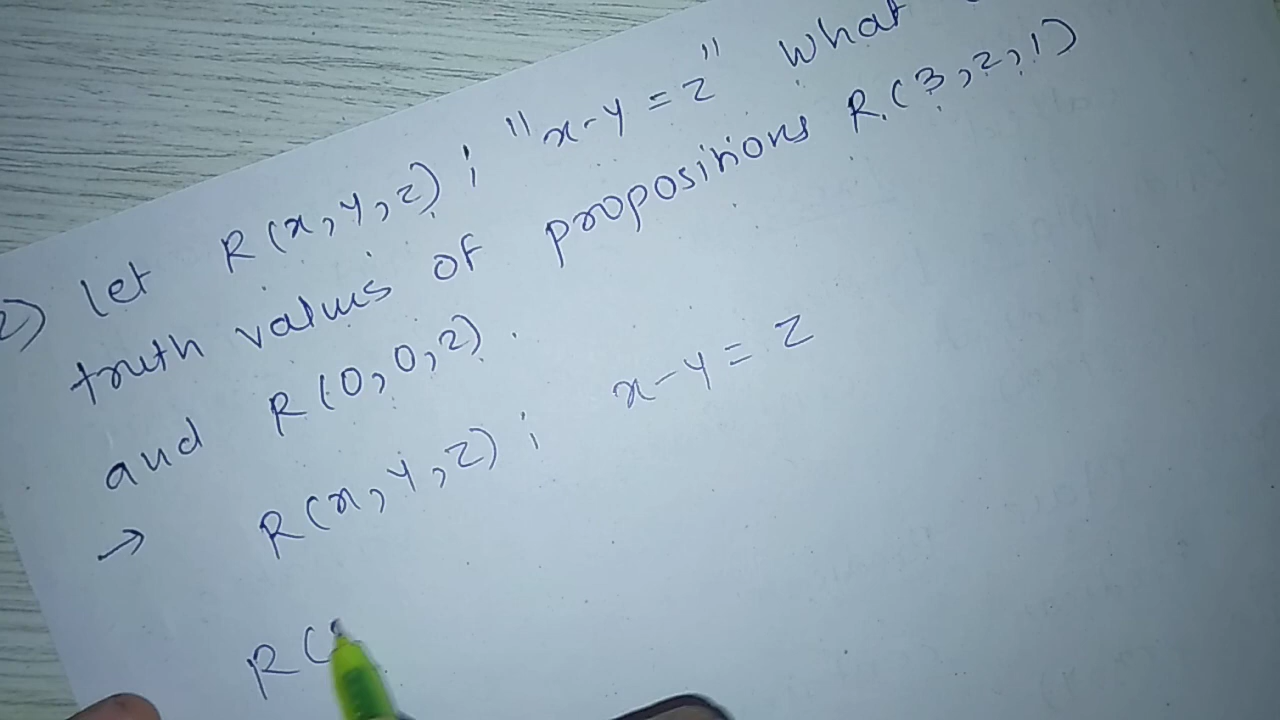 2) let R(x,y,z) ; "x-y=z" What
truth values of propositions R(3,2,1)
and R(0,0,2).
→ R(x,y,z) ; x-y=z
R(